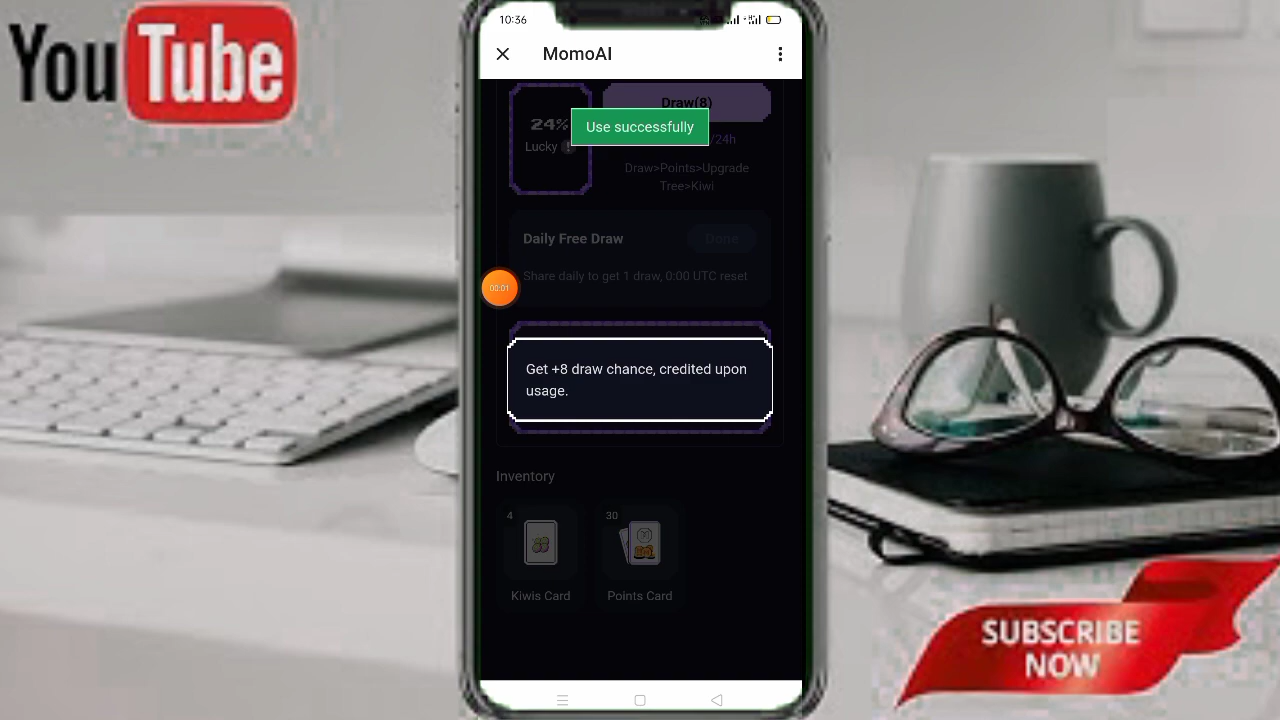 YouTube
10:36
MomoAI
Draw(8)
24%
Use successfully
Lucky
/24h
Draw>Points>Upgrade
Tree>Kiwi
Daily Free Draw
Done
Share daily to get 1 draw, 0:00 UTC reset
00:01
Get +8 draw chance, credited upon
usage.
Inventory
4
30
Kiwis Card
Points Card
SUBSCRIBE
NOW